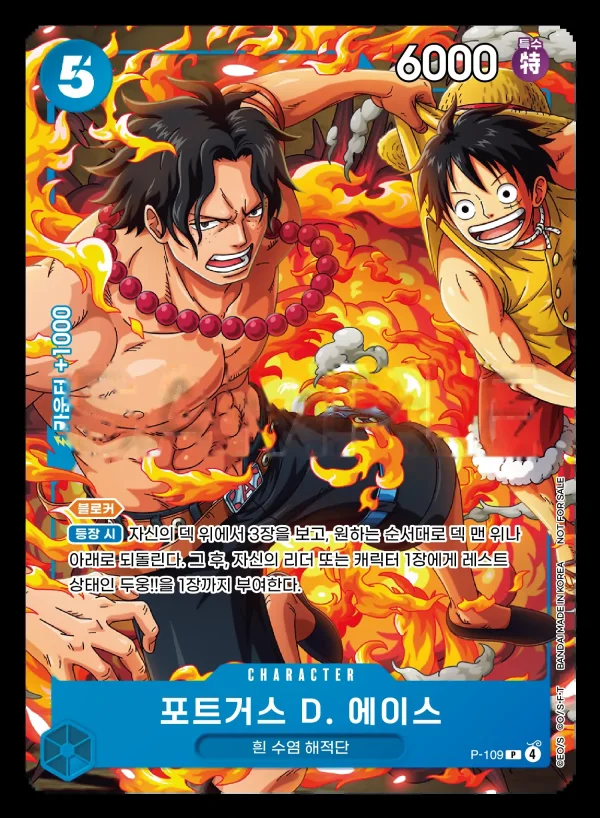 5
6000
특수
特
카운터 +1000
SAMPLE
블로커
등장 시 자신의 덱 위에서 3장을 보고, 원하는 순서대로 덱 맨 위나
아래로 되돌린다. 그 후, 자신의 리더 또는 캐릭터 1장에게 레스트
상태인 두웅!!을 1장까지 부여한다.
CHARACTER
포트거스 D. 에이스
흰 수염 해적단
P-109 P 4
©EO/S ©O/S·F·T BANDAI MADE IN KOREA NOT FOR SALE